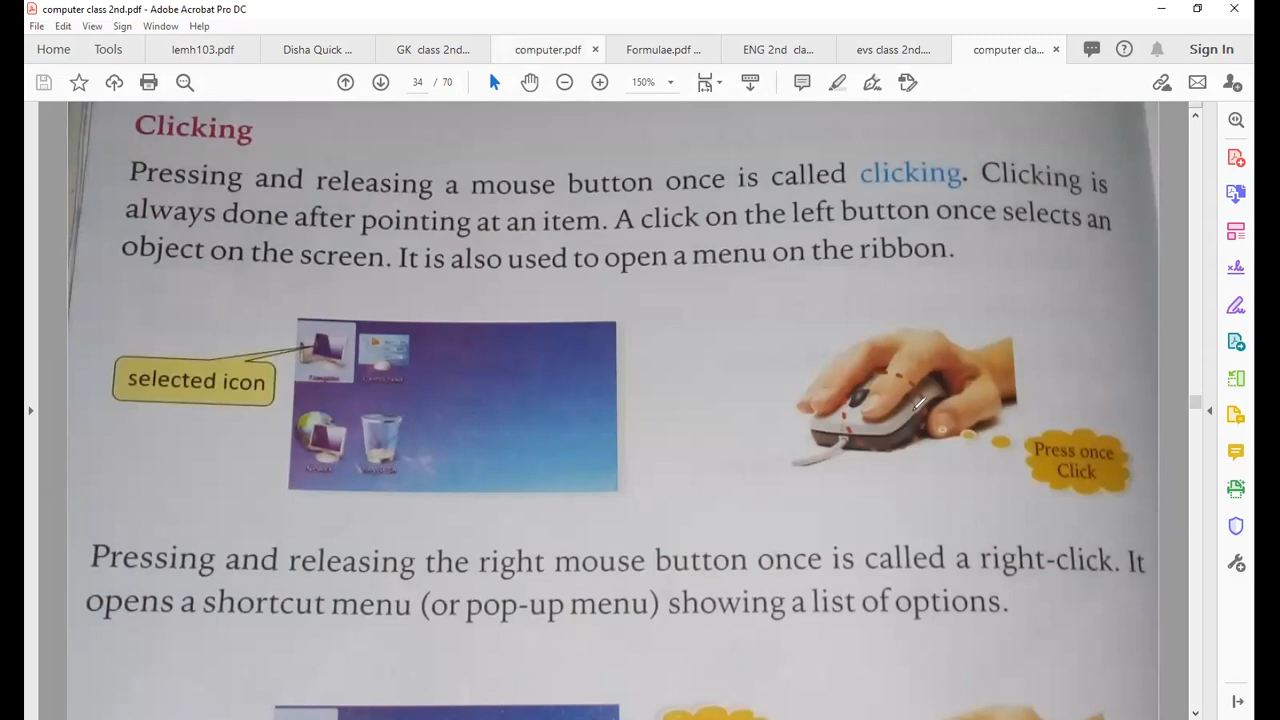 computer class 2nd.pdf - Adobe Acrobat Pro DC
File Edit View Sign Window Help
Home Tools lemh103.pdf Disha Quick ... GK class 2nd... computer.pdf × Formulae.pdf ... ENG 2nd cla... evs class 2nd.... computer cla... × Sign In
34 / 70 150%
Clicking
Pressing and releasing a mouse button once is called clicking. Clicking is
always done after pointing at an item. A click on the left button once selects an
object on the screen. It is also used to open a menu on the ribbon.
selected icon
Network
Press once
Click
Pressing and releasing the right mouse button once is called a right-click. It
opens a shortcut menu (or pop-up menu) showing a list of options.